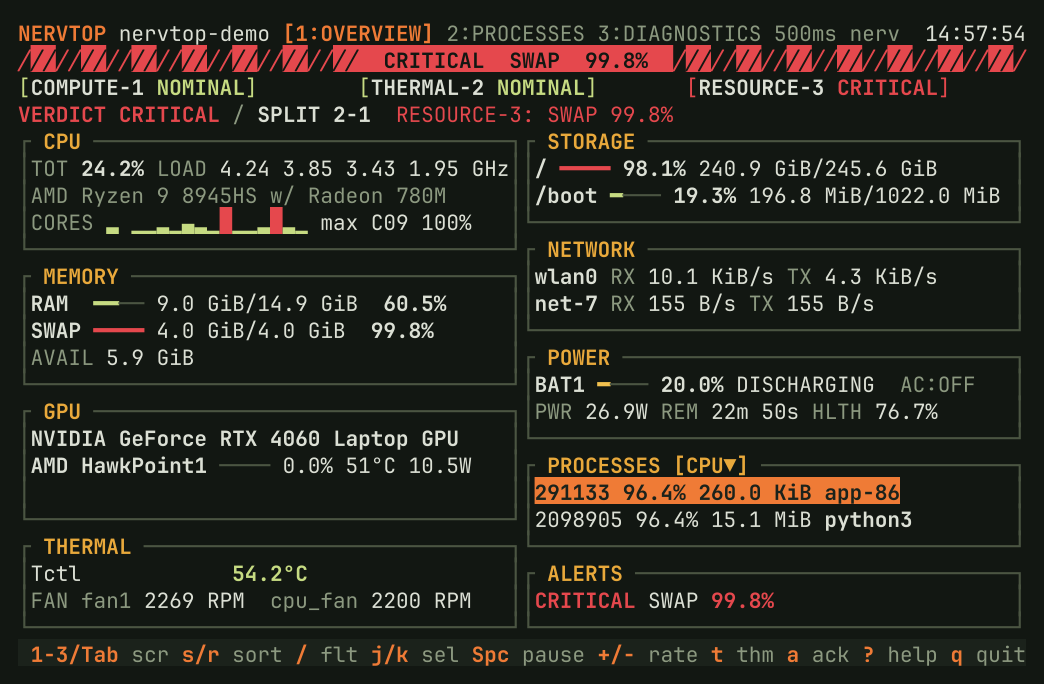 NERVTOP nervtop-demo [1:OVERVIEW] 2:PROCESSES 3:DIAGNOSTICS 500ms nerv 14:57:54
CRITICAL SWAP 99.8%
[COMPUTE-1 NOMINAL] [THERMAL-2 NOMINAL] [RESOURCE-3 CRITICAL]
VERDICT CRITICAL / SPLIT 2-1 RESOURCE-3: SWAP 99.8%
CPU
TOT 24.2% LOAD 4.24 3.85 3.43 1.95 GHz
AMD Ryzen 9 8945HS w/ Radeon 780M
CORES max C09 100%
MEMORY
RAM 9.0 GiB/14.9 GiB 60.5%
SWAP 4.0 GiB/4.0 GiB 99.8%
AVAIL 5.9 GiB
GPU
NVIDIA GeForce RTX 4060 Laptop GPU
AMD HawkPoint1 0.0% 51°C 10.5W
THERMAL
Tctl 54.2°C
FAN fan1 2269 RPM cpu_fan 2200 RPM
STORAGE
/ 98.1% 240.9 GiB/245.6 GiB
/boot 19.3% 196.8 MiB/1022.0 MiB
NETWORK
wlan0 RX 10.1 KiB/s TX 4.3 KiB/s
net-7 RX 155 B/s TX 155 B/s
POWER
BAT1 20.0% DISCHARGING AC:OFF
PWR 26.9W REM 22m 50s HLTH 76.7%
PROCESSES [CPU▼]
291133 96.4% 260.0 KiB app-86
2098905 96.4% 15.1 MiB python3
ALERTS
CRITICAL SWAP 99.8%
1-3/Tab scr s/r sort / flt j/k sel Spc pause +/- rate t thm a ack ? help q quit